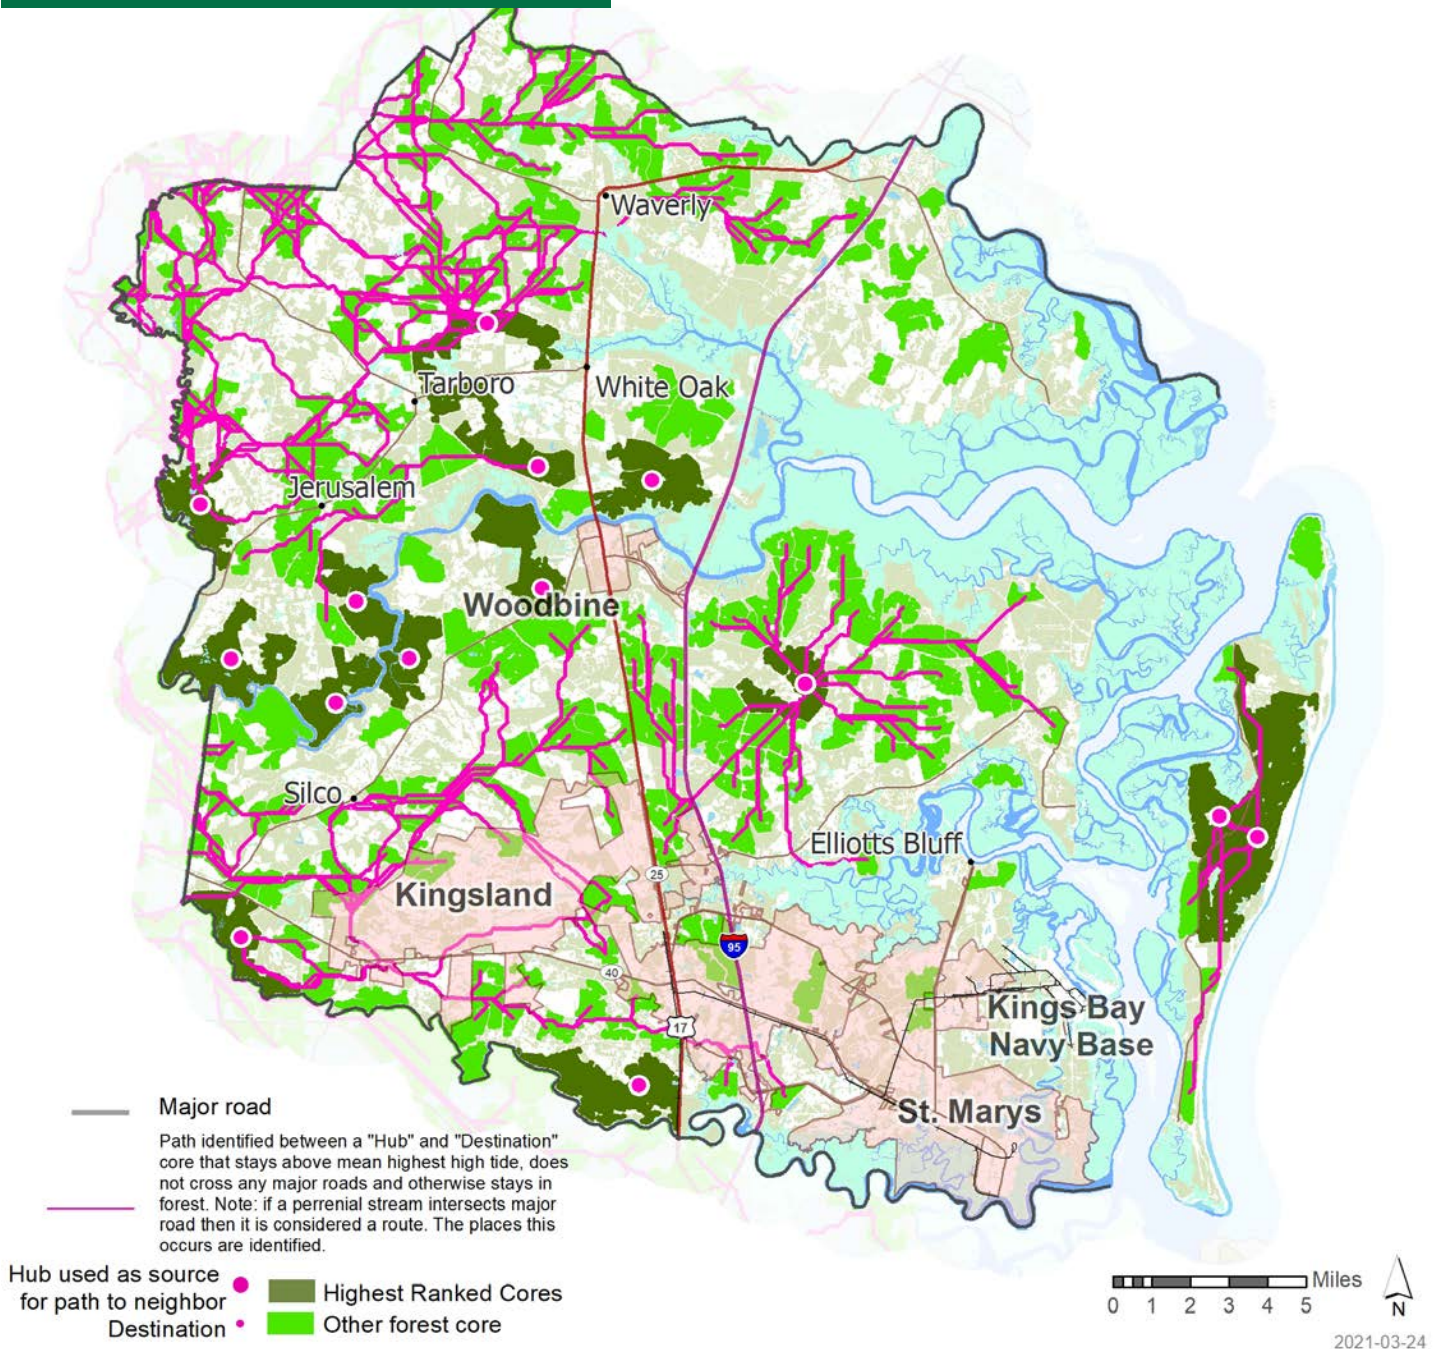 Waverly
Tarboro
White Oak
Jerusalem
Woodbine
Silco
Elliotts Bluff
Kingsland
25
95
40
Kings Bay
Navy Base
17
St. Marys
Major road
Path identified between a "Hub" and "Destination"
core that stays above mean highest high tide, does
not cross any major roads and otherwise stays in
forest. Note: if a perrenial stream intersects major
road then it is considered a route. The places this
occurs are identified.
Hub used as source
for path to neighbor
Destination
Highest Ranked Cores
Other forest core
Miles
0 1 2 3 4 5
N
2021-03-24